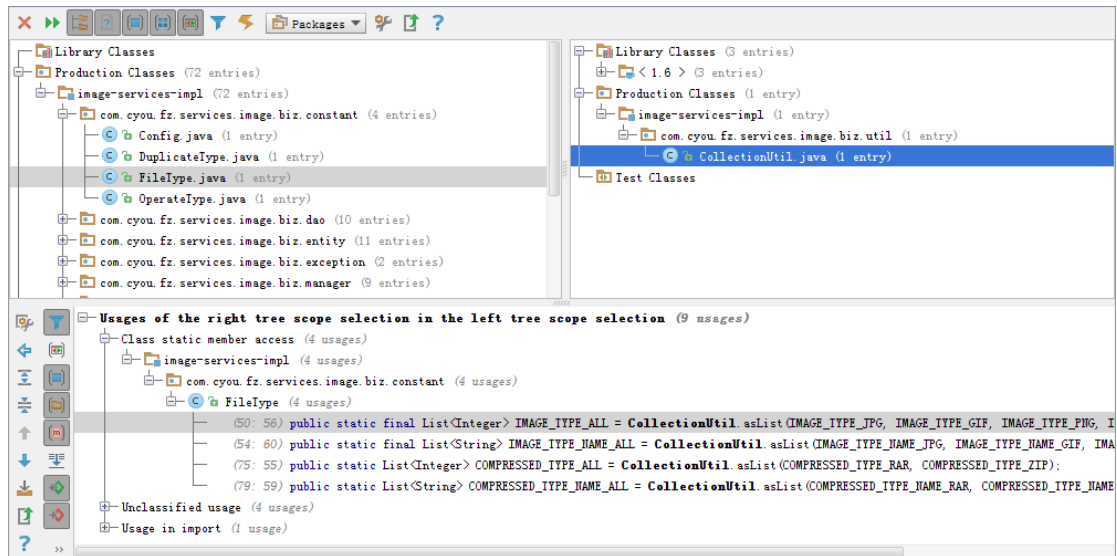 Packages
?
Library Classes
Production Classes (72 entries)
image-services-impl (72 entries)
com.cyou.fz.services.image.biz.constant (4 entries)
Config.java (1 entry)
DuplicateType.java (1 entry)
FileType.java (1 entry)
OperateType.java (1 entry)
com.cyou.fz.services.image.biz.dao (10 entries)
com.cyou.fz.services.image.biz.entity (11 entries)
com.cyou.fz.services.image.biz.exception (2 entries)
com.cyou.fz.services.image.biz.manager (9 entries)
Library Classes (3 entries)
< 1.6 > (3 entries)
Production Classes (1 entry)
image-services-impl (1 entry)
com.cyou.fz.services.image.biz.util (1 entry)
CollectionUtil.java (1 entry)
Test Classes
Usages of the right tree scope selection in the left tree scope selection (9 usages)
Class static member access (4 usages)
image-services-impl (4 usages)
com.cyou.fz.services.image.biz.constant (4 usages)
FileType (4 usages)
(50: 56) public static final List<Integer> IMAGE_TYPE_ALL = CollectionUtil.asList(IMAGE_TYPE_JPG, IMAGE_TYPE_GIF, IMAGE_TYPE_PNG, I
(54: 60) public static final List<String> IMAGE_TYPE_NAME_ALL = CollectionUtil.asList(IMAGE_TYPE_NAME_JPG, IMAGE_TYPE_NAME_GIF, IMA
(75: 55) public static List<Integer> COMPRESSED_TYPE_ALL = CollectionUtil.asList(COMPRESSED_TYPE_RAR, COMPRESSED_TYPE_ZIP);
(79: 59) public static List<String> COMPRESSED_TYPE_NAME_ALL = CollectionUtil.asList(COMPRESSED_TYPE_NAME_RAR, COMPRESSED_TYPE_NAME
Unclassified usage (4 usages)
Usage in import (1 usage)
? »